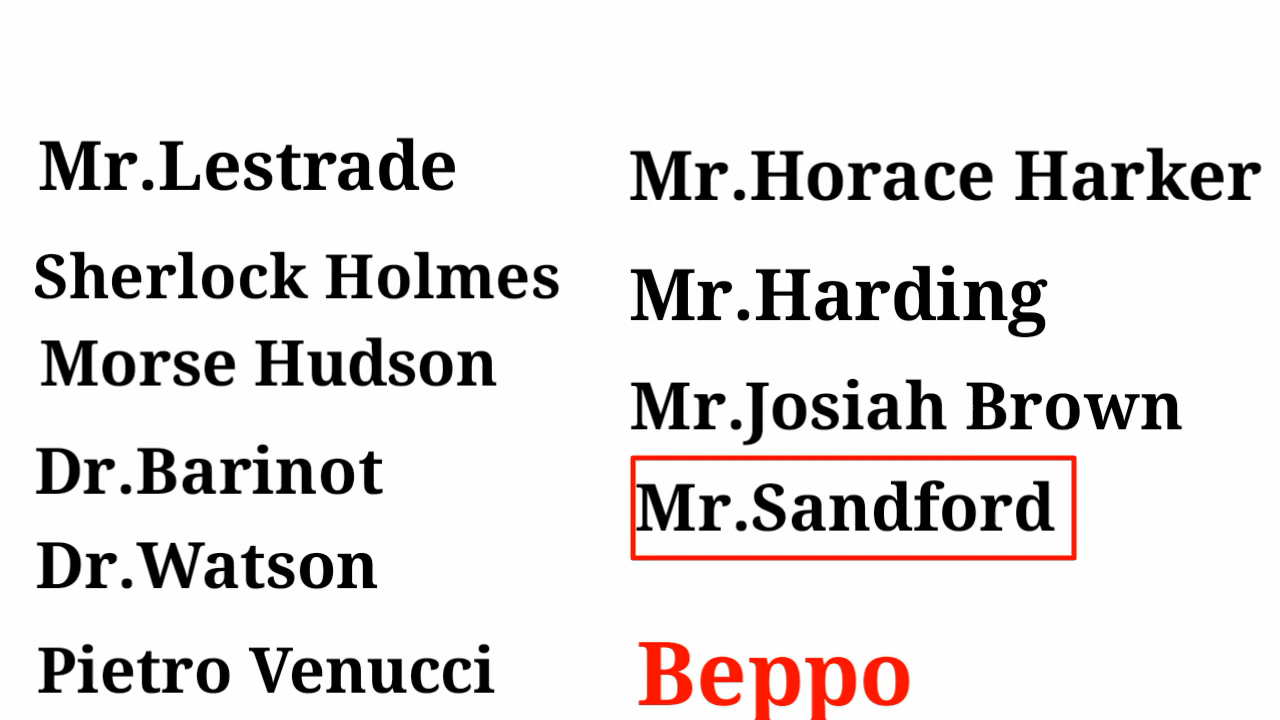 Mr.Lestrade
Sherlock Holmes
Morse Hudson
Dr.Barinot
Dr.Watson
Pietro Venucci
Mr.Horace Harker
Mr.Harding
Mr.Josiah Brown
Mr.Sandford
Beppo